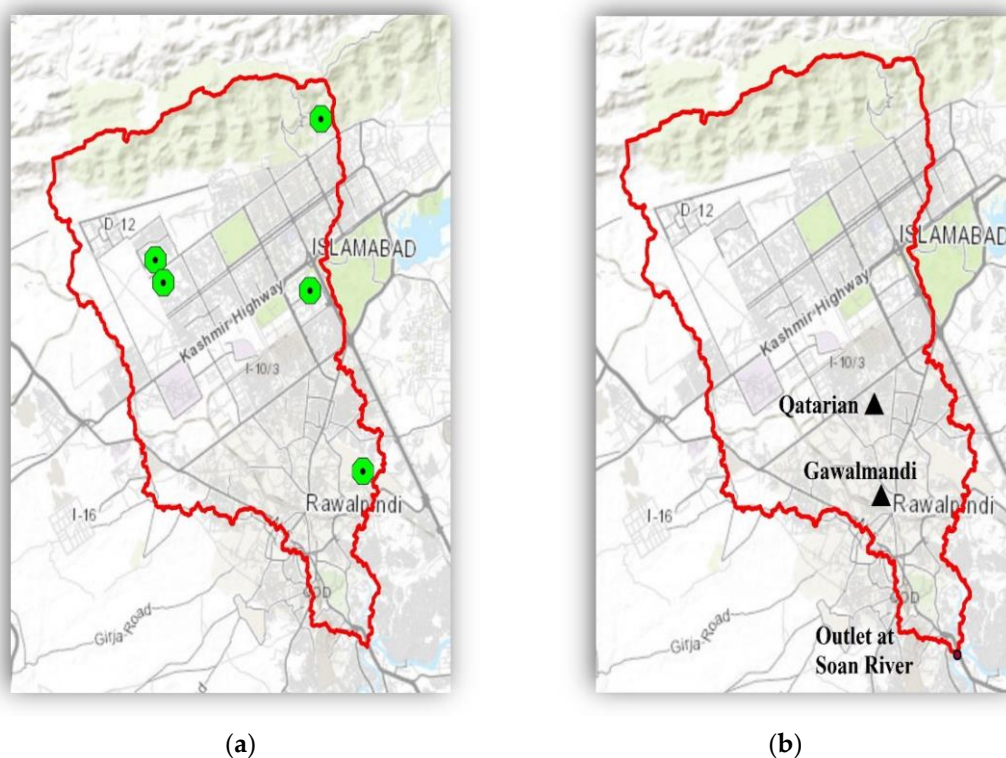 D-12
ISLAMABAD
Kashmir-Highway
I-10/3
Rawalpindi
I-16
Girja-Road
(a)
D-12
ISLAMABAD
Kashmir-Highway
I-10/3
Qatarian
Gawalmandi
Rawalpindi
I-16
Girja-Road
Outlet at
Soan River
(b)